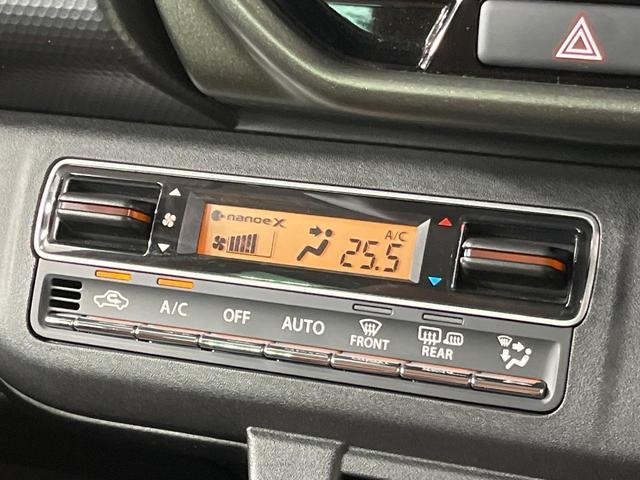 nanoeX
A/C
25.5
A/C
OFF
AUTO
FRONT
REAR